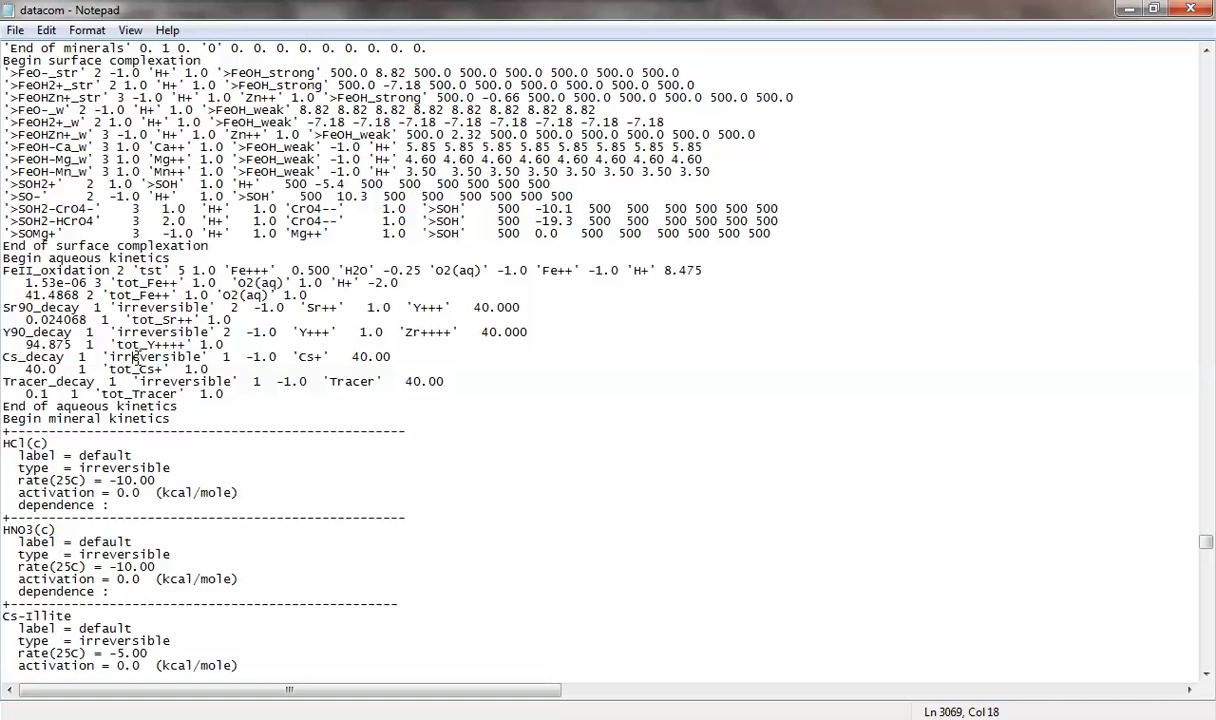 datacom - Notepad
File Edit Format View Help
'End of minerals' 0. 1. 0. '0' 0. 0. 0. 0. 0. 0. 0. 0. 0.
Begin surface complexation
'>FeO-_str' 2 -1.0 'H+' 1.0 '>FeOH_strong' 500.0 8.82 500.0 500.0 500.0 500.0 500.0 500.0
'>FeOH2+_str' 2 1.0 'H+' 1.0 '>FeOH_strong' 500.0 -7.18 500.0 500.0 500.0 500.0 500.0 500.0
'>FeOHZn+_str' 3 -1.0 'H+' 1.0 'Zn++' 1.0 '>FeOH_strong' 500.0 -0.66 500.0 500.0 500.0 500.0 500.0 500.0
'>FeO-_w' 2 -1.0 'H+' 1.0 '>FeOH_weak' 8.82 8.82 8.82 8.82 8.82 8.82 8.82 8.82
'>FeOH2+_w' 2 1.0 'H+' 1.0 '>FeOH_weak' -7.18 -7.18 -7.18 -7.18 -7.18 -7.18 -7.18 -7.18
'>FeOHZn+_w' 3 -1.0 'H+' 1.0 'Zn++' 1.0 '>FeOH_weak' 500.0 2.32 500.0 500.0 500.0 500.0 500.0 500.0
'>FeOH-Ca_w' 3 1.0 'Ca++' 1.0 '>FeOH_weak' -1.0 'H+' 5.85 5.85 5.85 5.85 5.85 5.85 5.85 5.85
'>FeOH-Mg_w' 3 1.0 'Mg++' 1.0 '>FeOH_weak' -1.0 'H+' 4.60 4.60 4.60 4.60 4.60 4.60 4.60 4.60
'>FeOH-Mn_w' 3 1.0 'Mn++' 1.0 '>FeOH_weak' -1.0 'H+' 3.50 3.50 3.50 3.50 3.50 3.50 3.50 3.50
'>SOH2+' 2 1.0 '>SOH' 1.0 'H+' 500 -5.4 500 500 500 500 500 500
'>SO-' 2 -1.0 'H+' 1.0 '>SOH' 500 10.3 500 500 500 500 500 500
'>SOH2-CrO4-' 3 1.0 'H+' 1.0 'CrO4--' 1.0 '>SOH' 500 -10.1 500 500 500 500 500 500
'>SOH2-HCrO4' 3 2.0 'H+' 1.0 'CrO4--' 1.0 '>SOH' 500 -19.3 500 500 500 500 500 500
'>SOMg+' 3 -1.0 'H+' 1.0 'Mg++' 1.0 '>SOH' 500 0.0 500 500 500 500 500 500
End of surface complexation
Begin aqueous kinetics
FeII_oxidation 2 'tst' 5 1.0 'Fe+++' 0.500 'H2O' -0.25 'O2(aq)' -1.0 'Fe++' -1.0 'H+' 8.475
1.53e-06 3 'tot_Fe++' 1.0 'O2(aq)' 1.0 'H+' -2.0
41.4868 2 'tot_Fe++' 1.0 'O2(aq)' 1.0
Sr90_decay 1 'irreversible' 2 -1.0 'Sr++' 1.0 'Y+++' 40.000
0.024068 1 'tot_Sr++' 1.0
Y90_decay 1 'irreversible' 2 -1.0 'Y+++' 1.0 'Zr++++' 40.000
94.875 1 'tot_Y++++' 1.0
Cs_decay 1 'irreversible' 1 -1.0 'Cs+' 40.00
40.0 1 'tot_Cs+' 1.0
Tracer_decay 1 'irreversible' 1 -1.0 'Tracer' 40.00
0.1 1 'tot_Tracer' 1.0
End of aqueous kinetics
Begin mineral kinetics
+----------------------------------------------------
HCl(c)
label = default
type = irreversible
rate(25C) = -10.00
activation = 0.0 (kcal/mole)
dependence :
+----------------------------------------------------
HNO3(c)
label = default
type = irreversible
rate(25C) = -10.00
activation = 0.0 (kcal/mole)
dependence :
+---------------------------------------------------
Cs-Illite
label = default
type = irreversible
rate(25C) = -5.00
activation = 0.0 (kcal/mole)
Ln 3069, Col 18